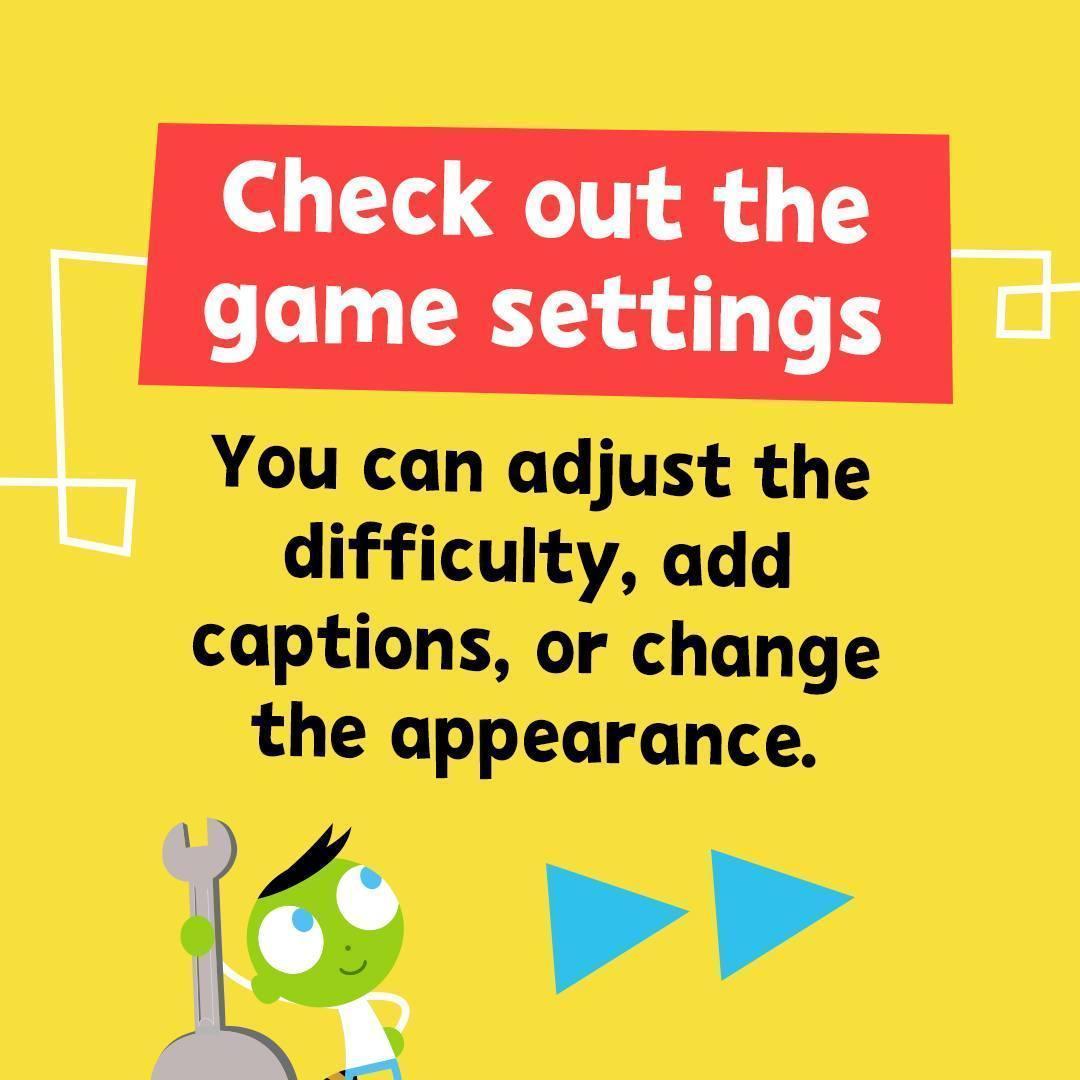 Check out the
game settings
You can adjust the
difficulty, add
captions, or change
the appearance.